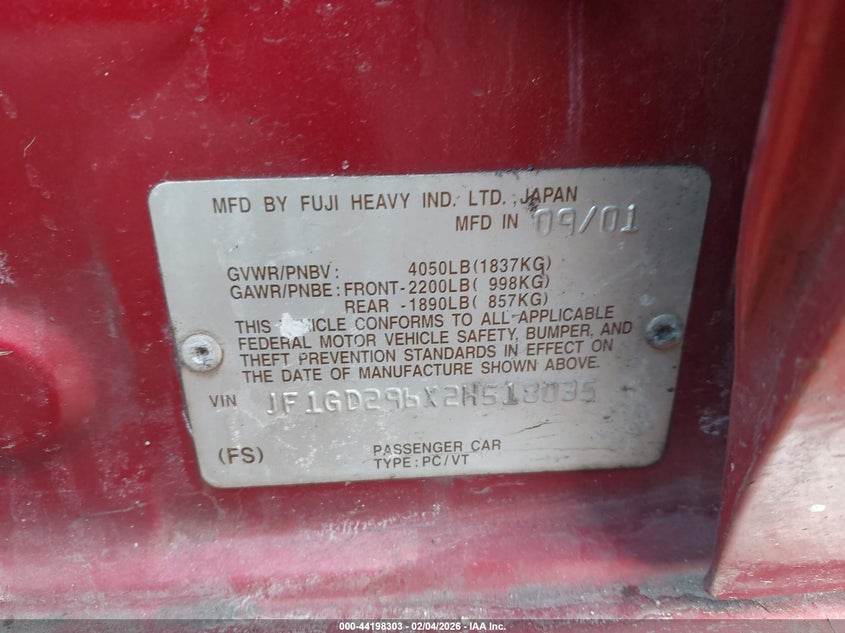 MFD BY FUJI HEAVY IND. LTD. JAPAN
MFD IN 09/01
GVWR/PNBV: 4050LB(1837KG)
GAWR/PNBE: FRONT-2200LB( 998KG)
REAR -1890LB( 857KG)
THIS VEHICLE CONFORMS TO ALL APPLICABLE
FEDERAL MOTOR VEHICLE SAFETY, BUMPER, AND
THEFT PREVENTION STANDARDS IN EFFECT ON
THE DATE OF MANUFACTURE SHOWN ABOVE.
VIN JF1GD296X2H518035
(FS) PASSENGER CAR
TYPE: PC/VT
000-44198303 - 02/04/2026 - IAA Inc.